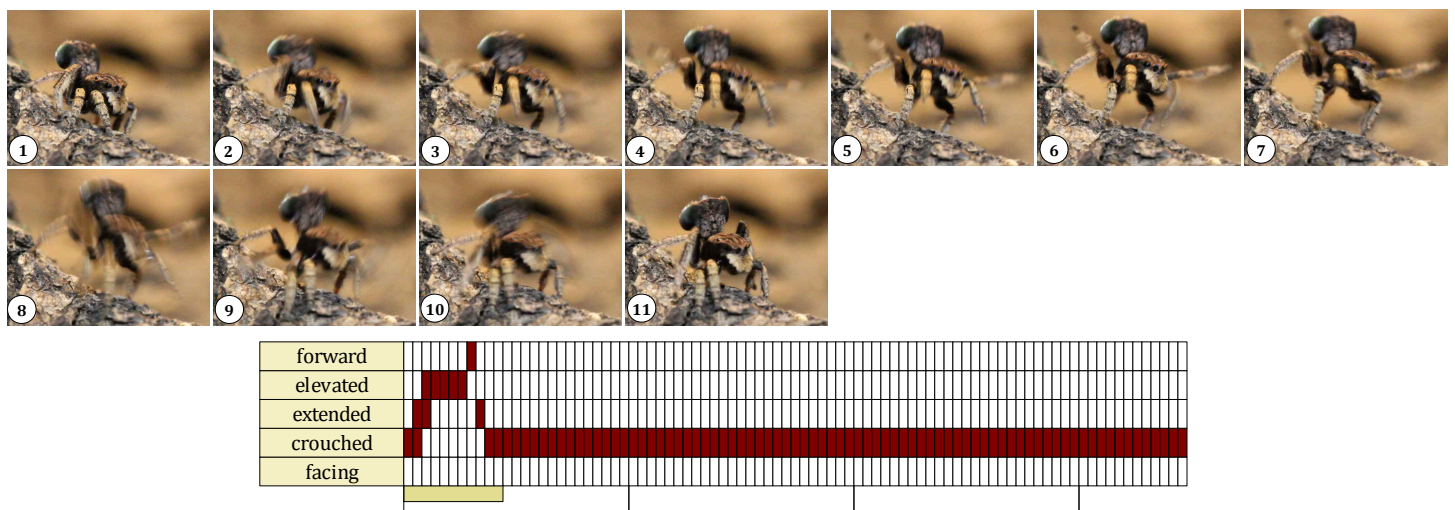 1 2 3 4 5 6 7
8 9 10 11
forward
elevated
extended
crouched
facing